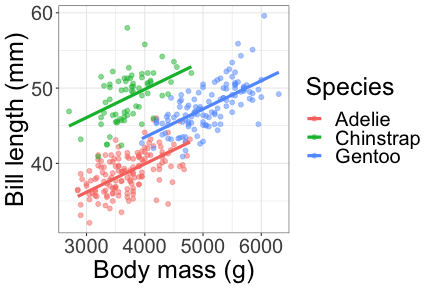 60
50
40
Bill length (mm)
3000 4000 5000 6000
Body mass (g)
Species
Adelie
Chinstrap
Gentoo